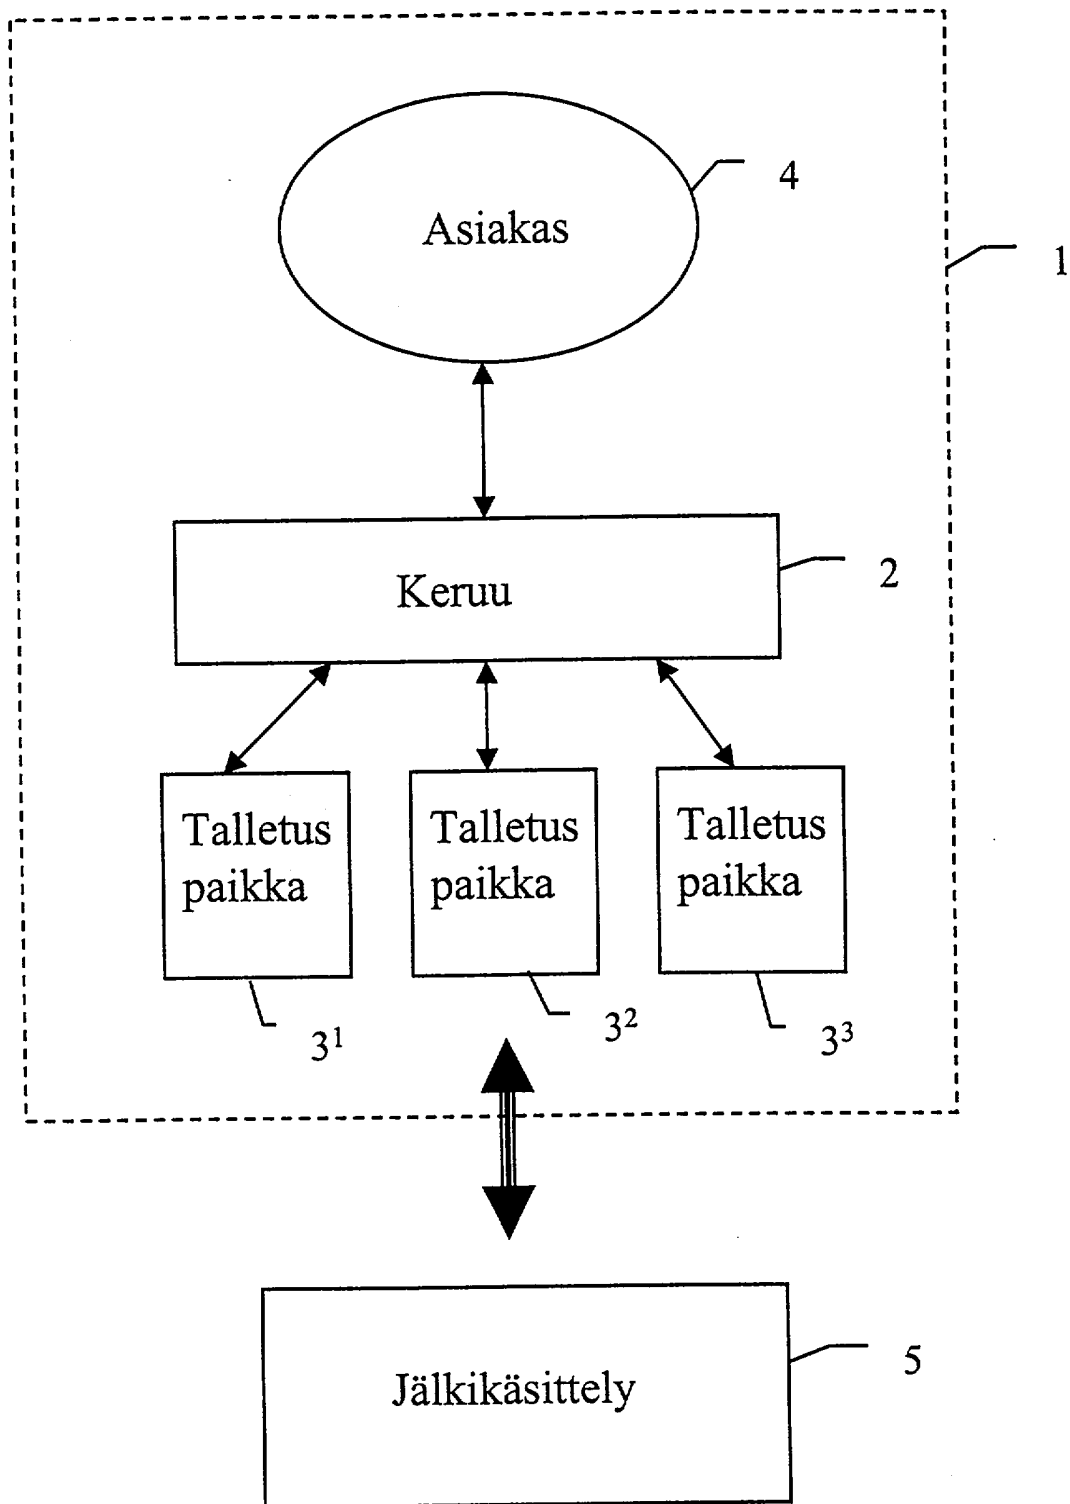 Asiakas
4
1
Keruu
2
Talletus
paikka
Talletus
paikka
Talletus
paikka
3¹
3²
3³
Jälkikäsittely
5